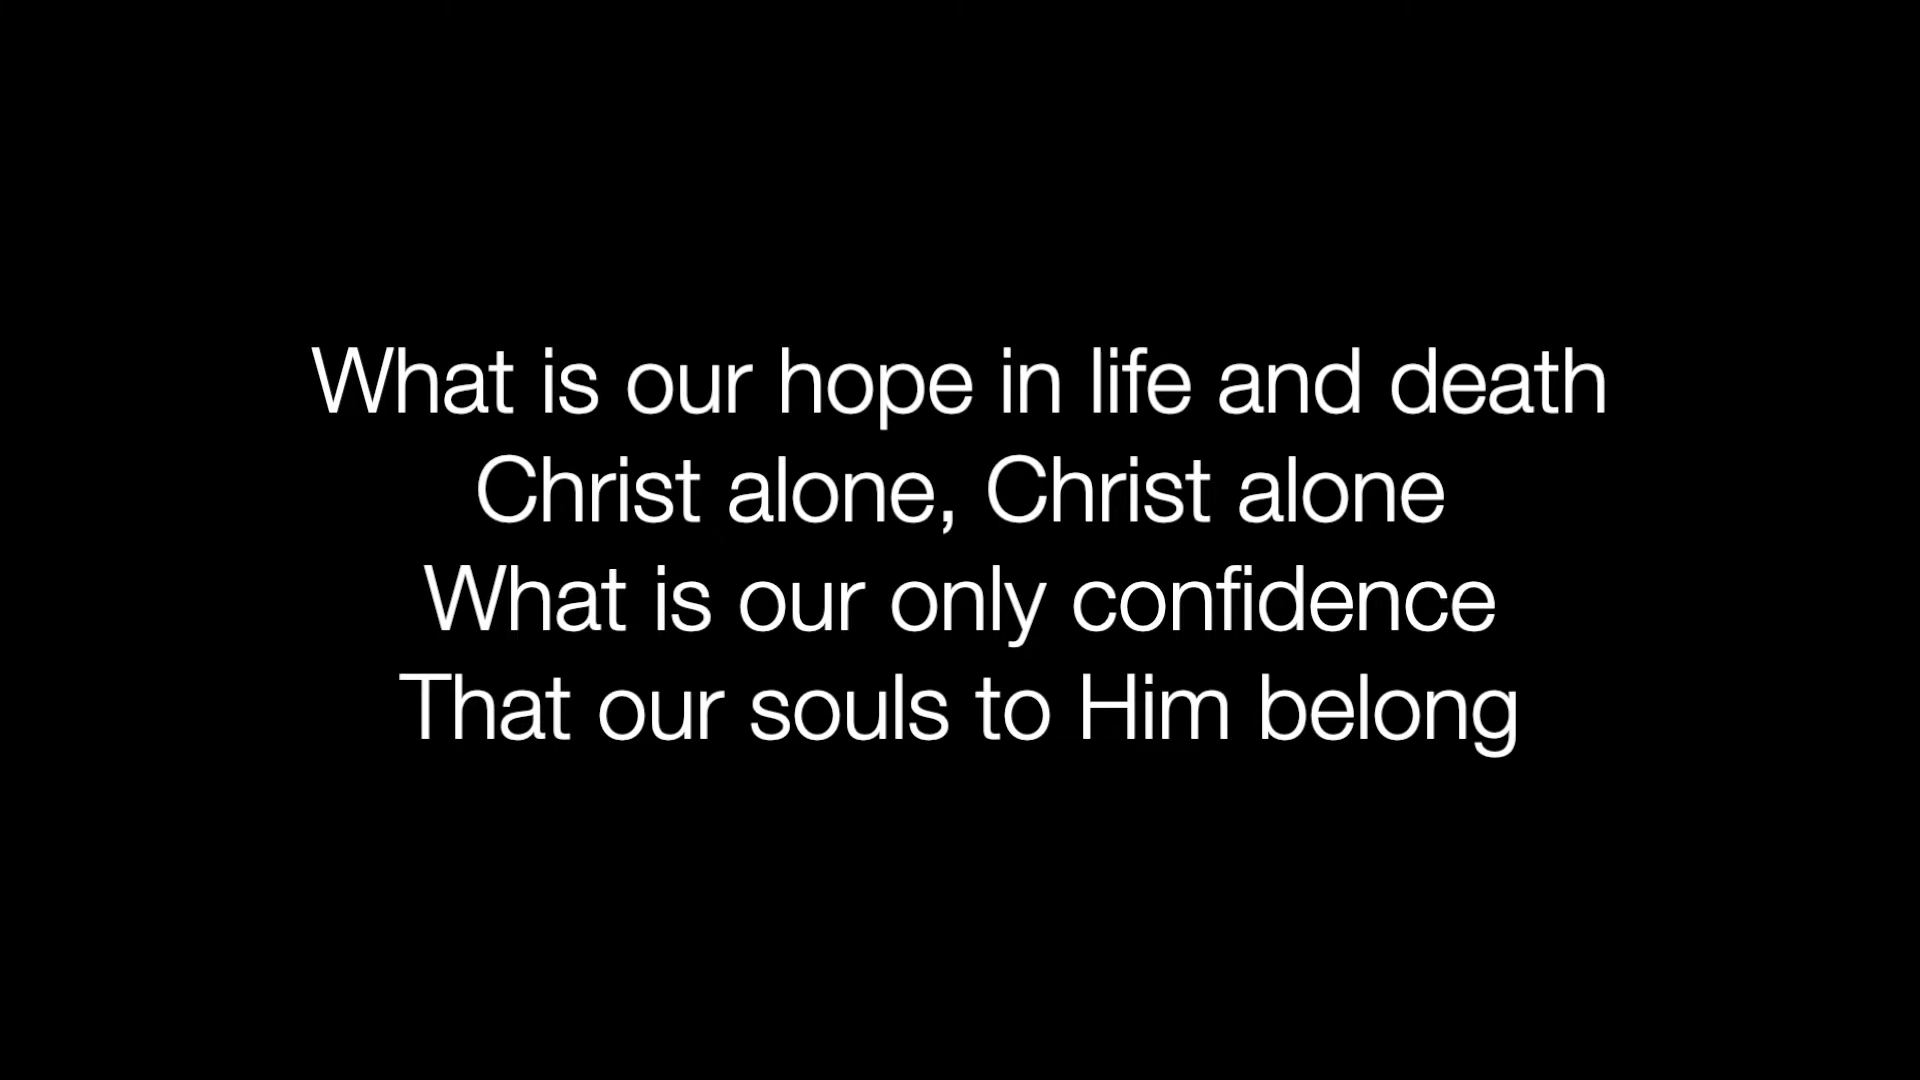 What is our hope in life and death
Christ alone, Christ alone
What is our only confidence
That our souls to Him belong